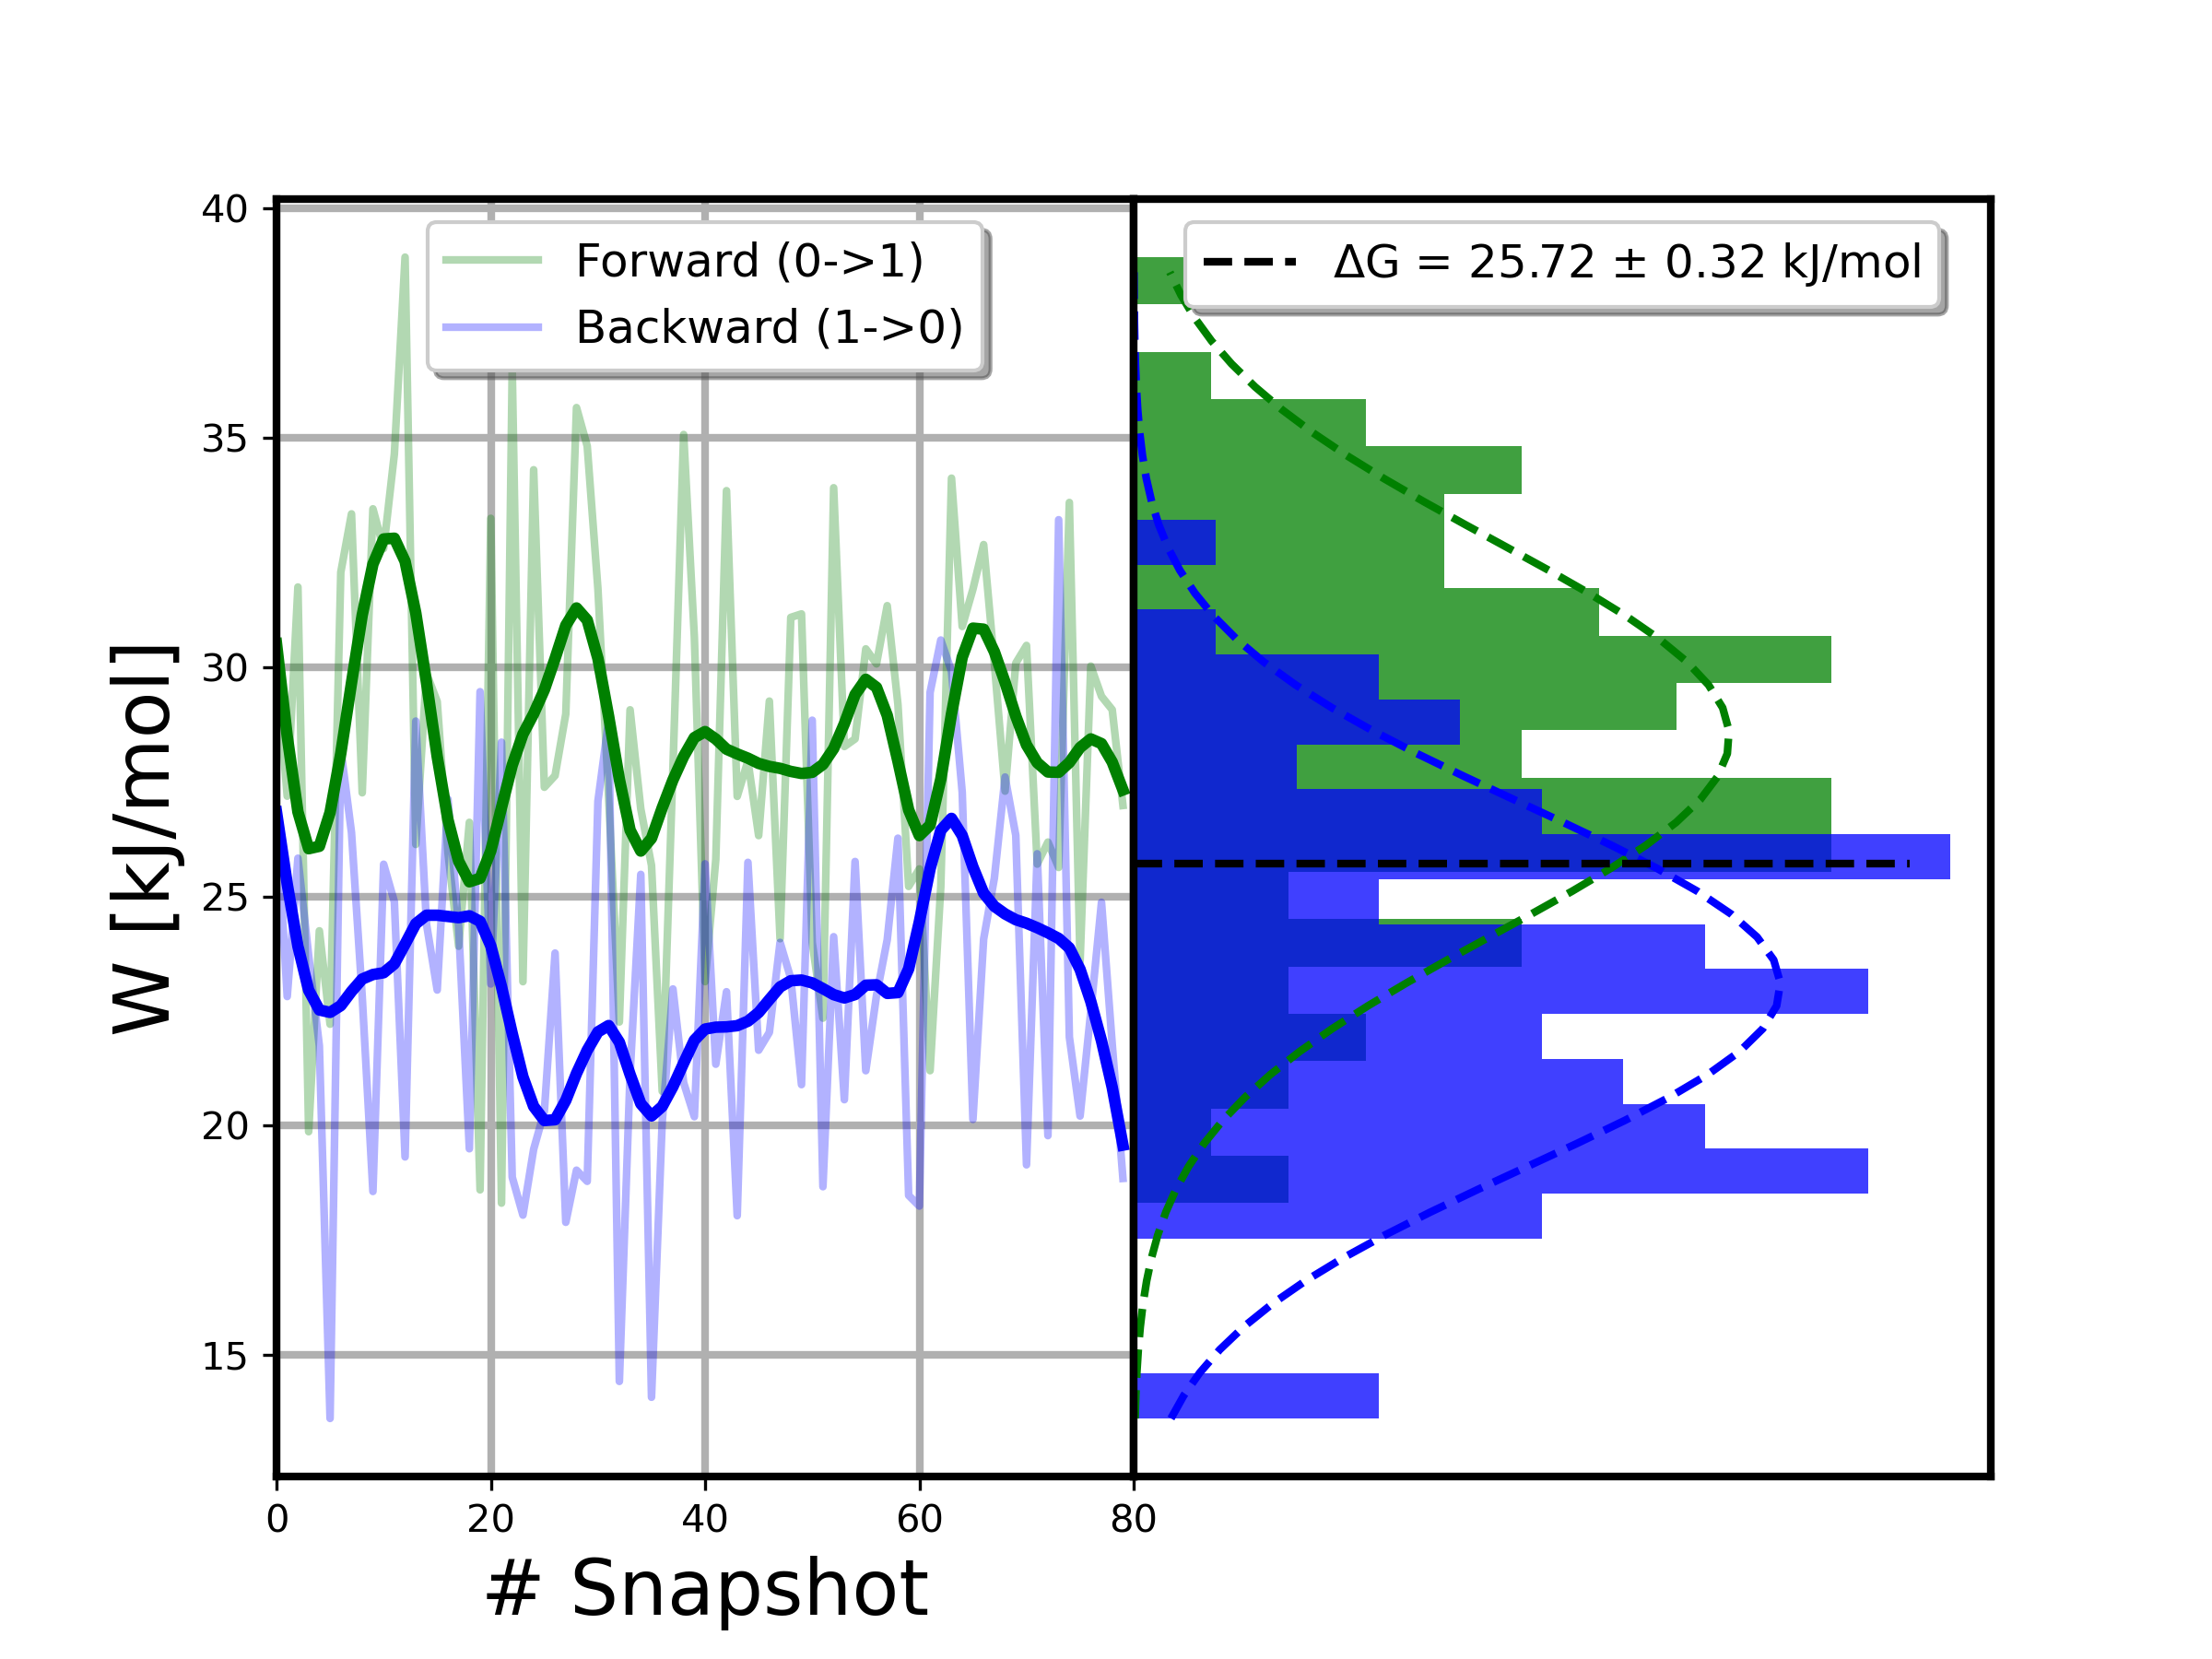 Forward (0->1)
Backward (1->0)
ΔG = 25.72 ± 0.32 kJ/mol
W [kJ/mol]
40
35
30
25
20
15
0 20 40 60 80
# Snapshot